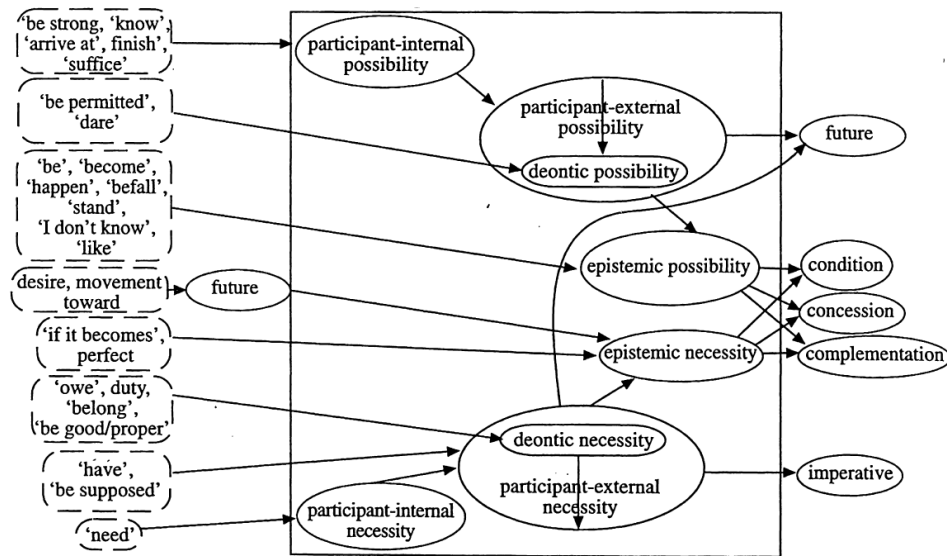 'be strong, 'know',
'arrive at', finish',
'suffice'
participant-internal
possibility
'be permitted',
'dare'
participant-external
possibility
future
deontic possibility
'be', 'become',
'happen', 'befall',
'stand',
'I don't know',
'like'
epistemic possibility
condition
desire, movement
toward
future
concession
'if it becomes',
perfect
epistemic necessity
complementation
'owe', duty,
'belong',
'be good/proper'
deontic necessity
'have',
'be supposed'
participant-external
necessity
imperative
participant-internal
necessity
'need'